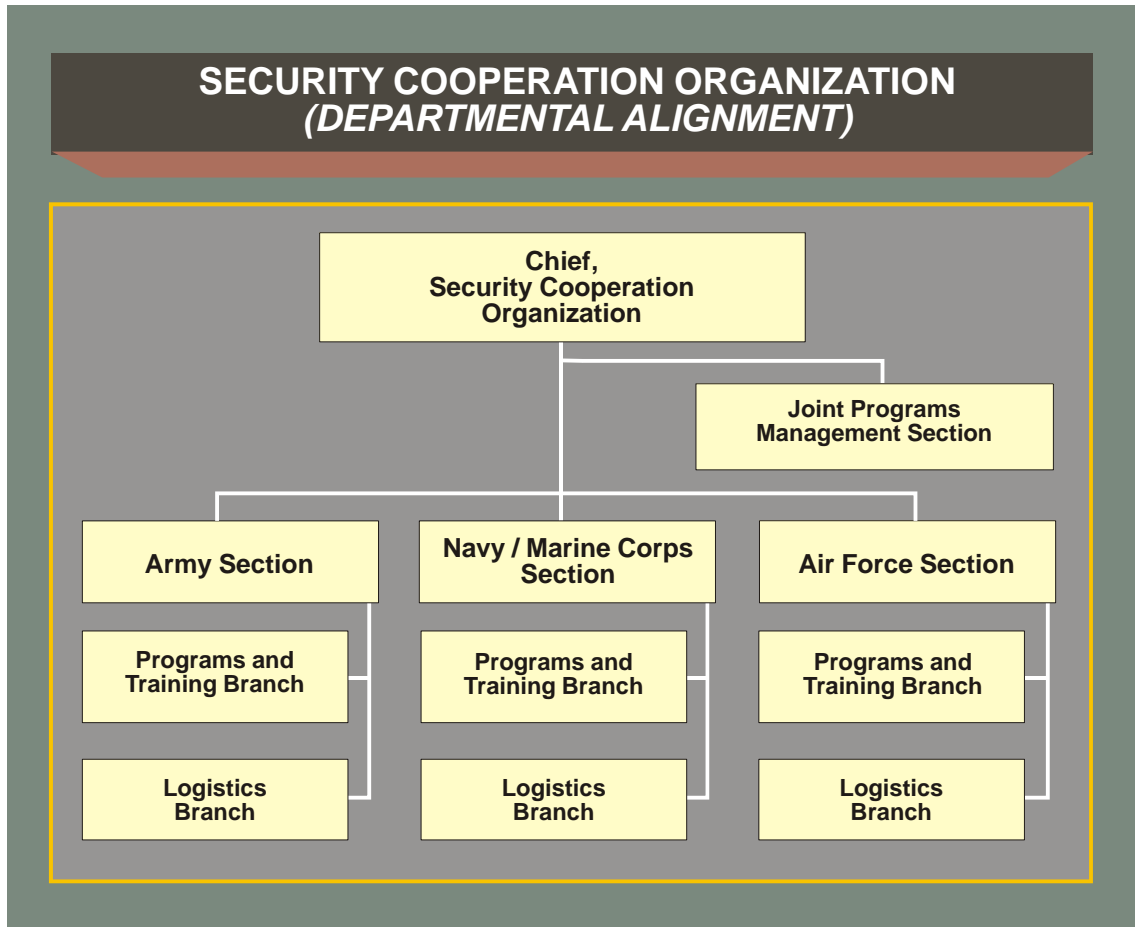 SECURITY COOPERATION ORGANIZATION
(DEPARTMENTAL ALIGNMENT)
Chief,
Security Cooperation
Organization
Joint Programs
Management Section
Army Section
Navy / Marine Corps
Section
Air Force Section
Programs and
Training Branch
Programs and
Training Branch
Programs and
Training Branch
Logistics
Branch
Logistics
Branch
Logistics
Branch